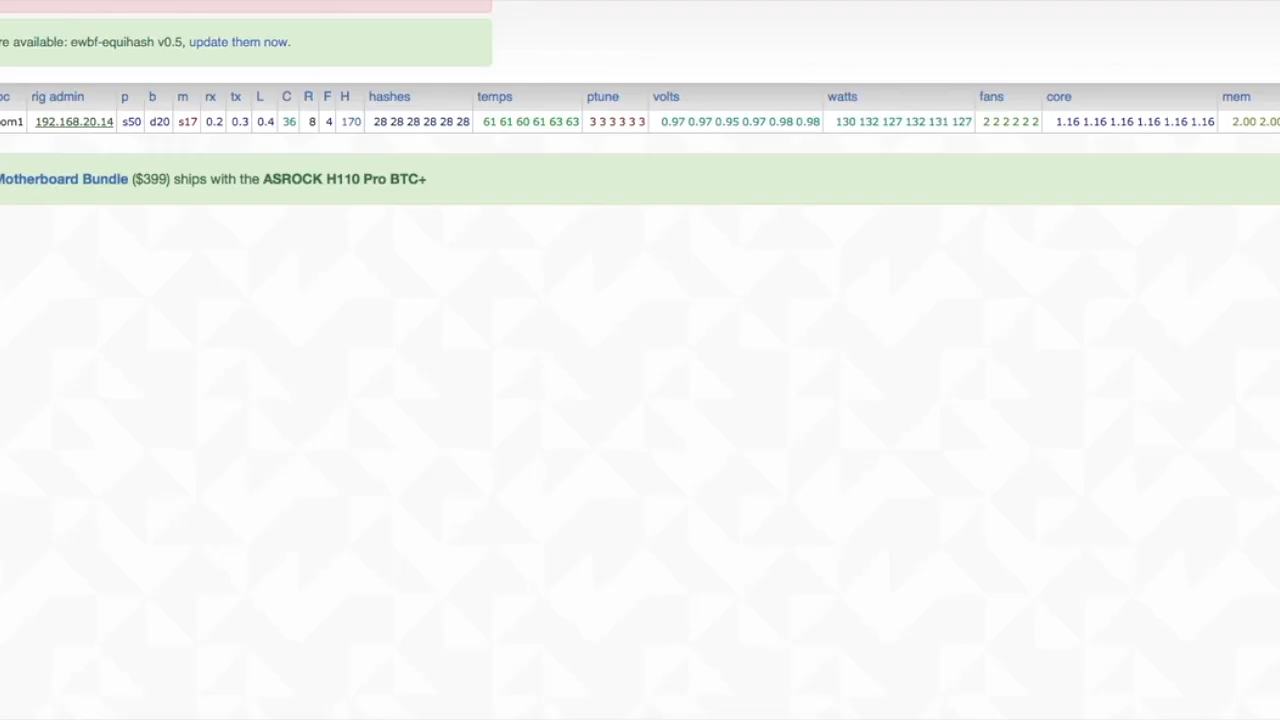 re available: ewbf-equihash v0.5, update them now.
oc rig admin p b m rx tx L C R F H hashes temps ptune volts watts fans core mem
om1 192.168.20.14 s50 d20 s17 0.2 0.3 0.4 36 8 4 170 28 28 28 28 28 28 61 61 60 61 63 63 3 3 3 3 3 3 0.97 0.97 0.95 0.97 0.98 0.98 130 132 127 132 131 127 2 2 2 2 2 2 1.16 1.16 1.16 1.16 1.16 1.16 2.00 2.00
Motherboard Bundle ($399) ships with the ASROCK H110 Pro BTC+